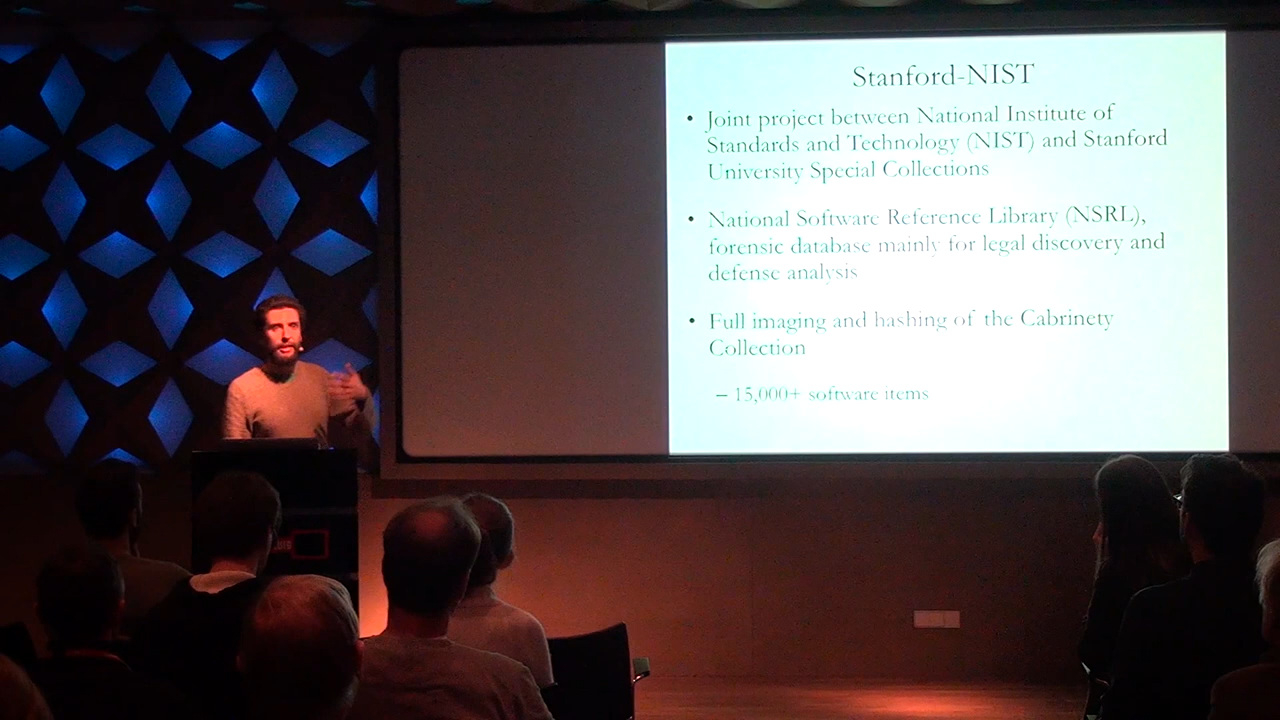 Stanford-NIST
• Joint project between National Institute of
Standards and Technology (NIST) and Stanford
University Special Collections
• National Software Reference Library (NSRL),
forensic database mainly for legal discovery and
defense analysis
• Full imaging and hashing of the Cabrinety
Collection
– 15,000+ software items